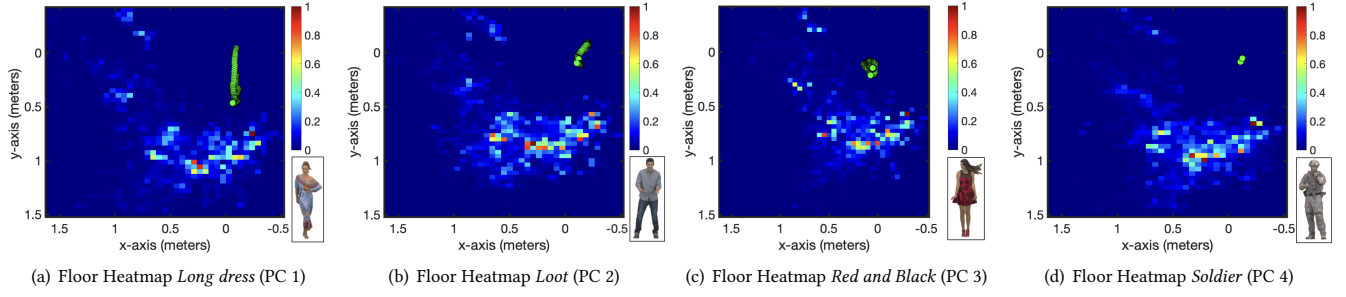 1
0.8
0.6
0.4
0.2
0
0
0.5
1
1.5
y-axis (meters)
1.5 1 0.5 0 -0.5
x-axis (meters)
(a) Floor Heatmap Long dress (PC 1)
1
0.8
0.6
0.4
0.2
0
0
0.5
1
1.5
y-axis (meters)
1.5 1 0.5 0 -0.5
x-axis (meters)
(b) Floor Heatmap Loot (PC 2)
1
0.8
0.6
0.4
0.2
0
0
0.5
1
1.5
y-axis (meters)
1.5 1 0.5 0 -0.5
x-axis (meters)
(c) Floor Heatmap Red and Black (PC 3)
1
0.8
0.6
0.4
0.2
0
0
0.5
1
1.5
y-axis (meters)
1.5 1 0.5 0 -0.5
x-axis (meters)
(d) Floor Heatmap Soldier (PC 4)